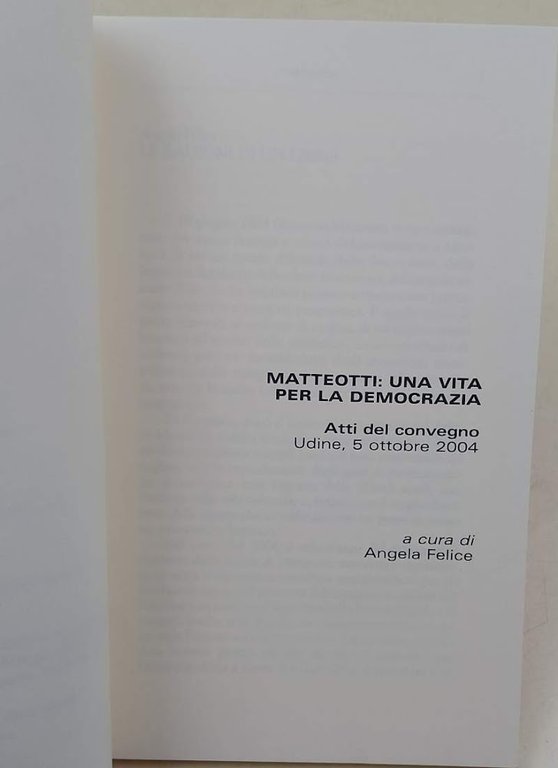 MATTEOTTI: UNA VITA
PER LA DEMOCRAZIA
Atti del convegno
Udine, 5 ottobre 2004
a cura di
Angela Felice